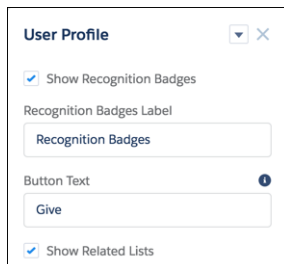 User Profile
Show Recognition Badges
Recognition Badges Label
Recognition Badges
Button Text
Give
Show Related Lists